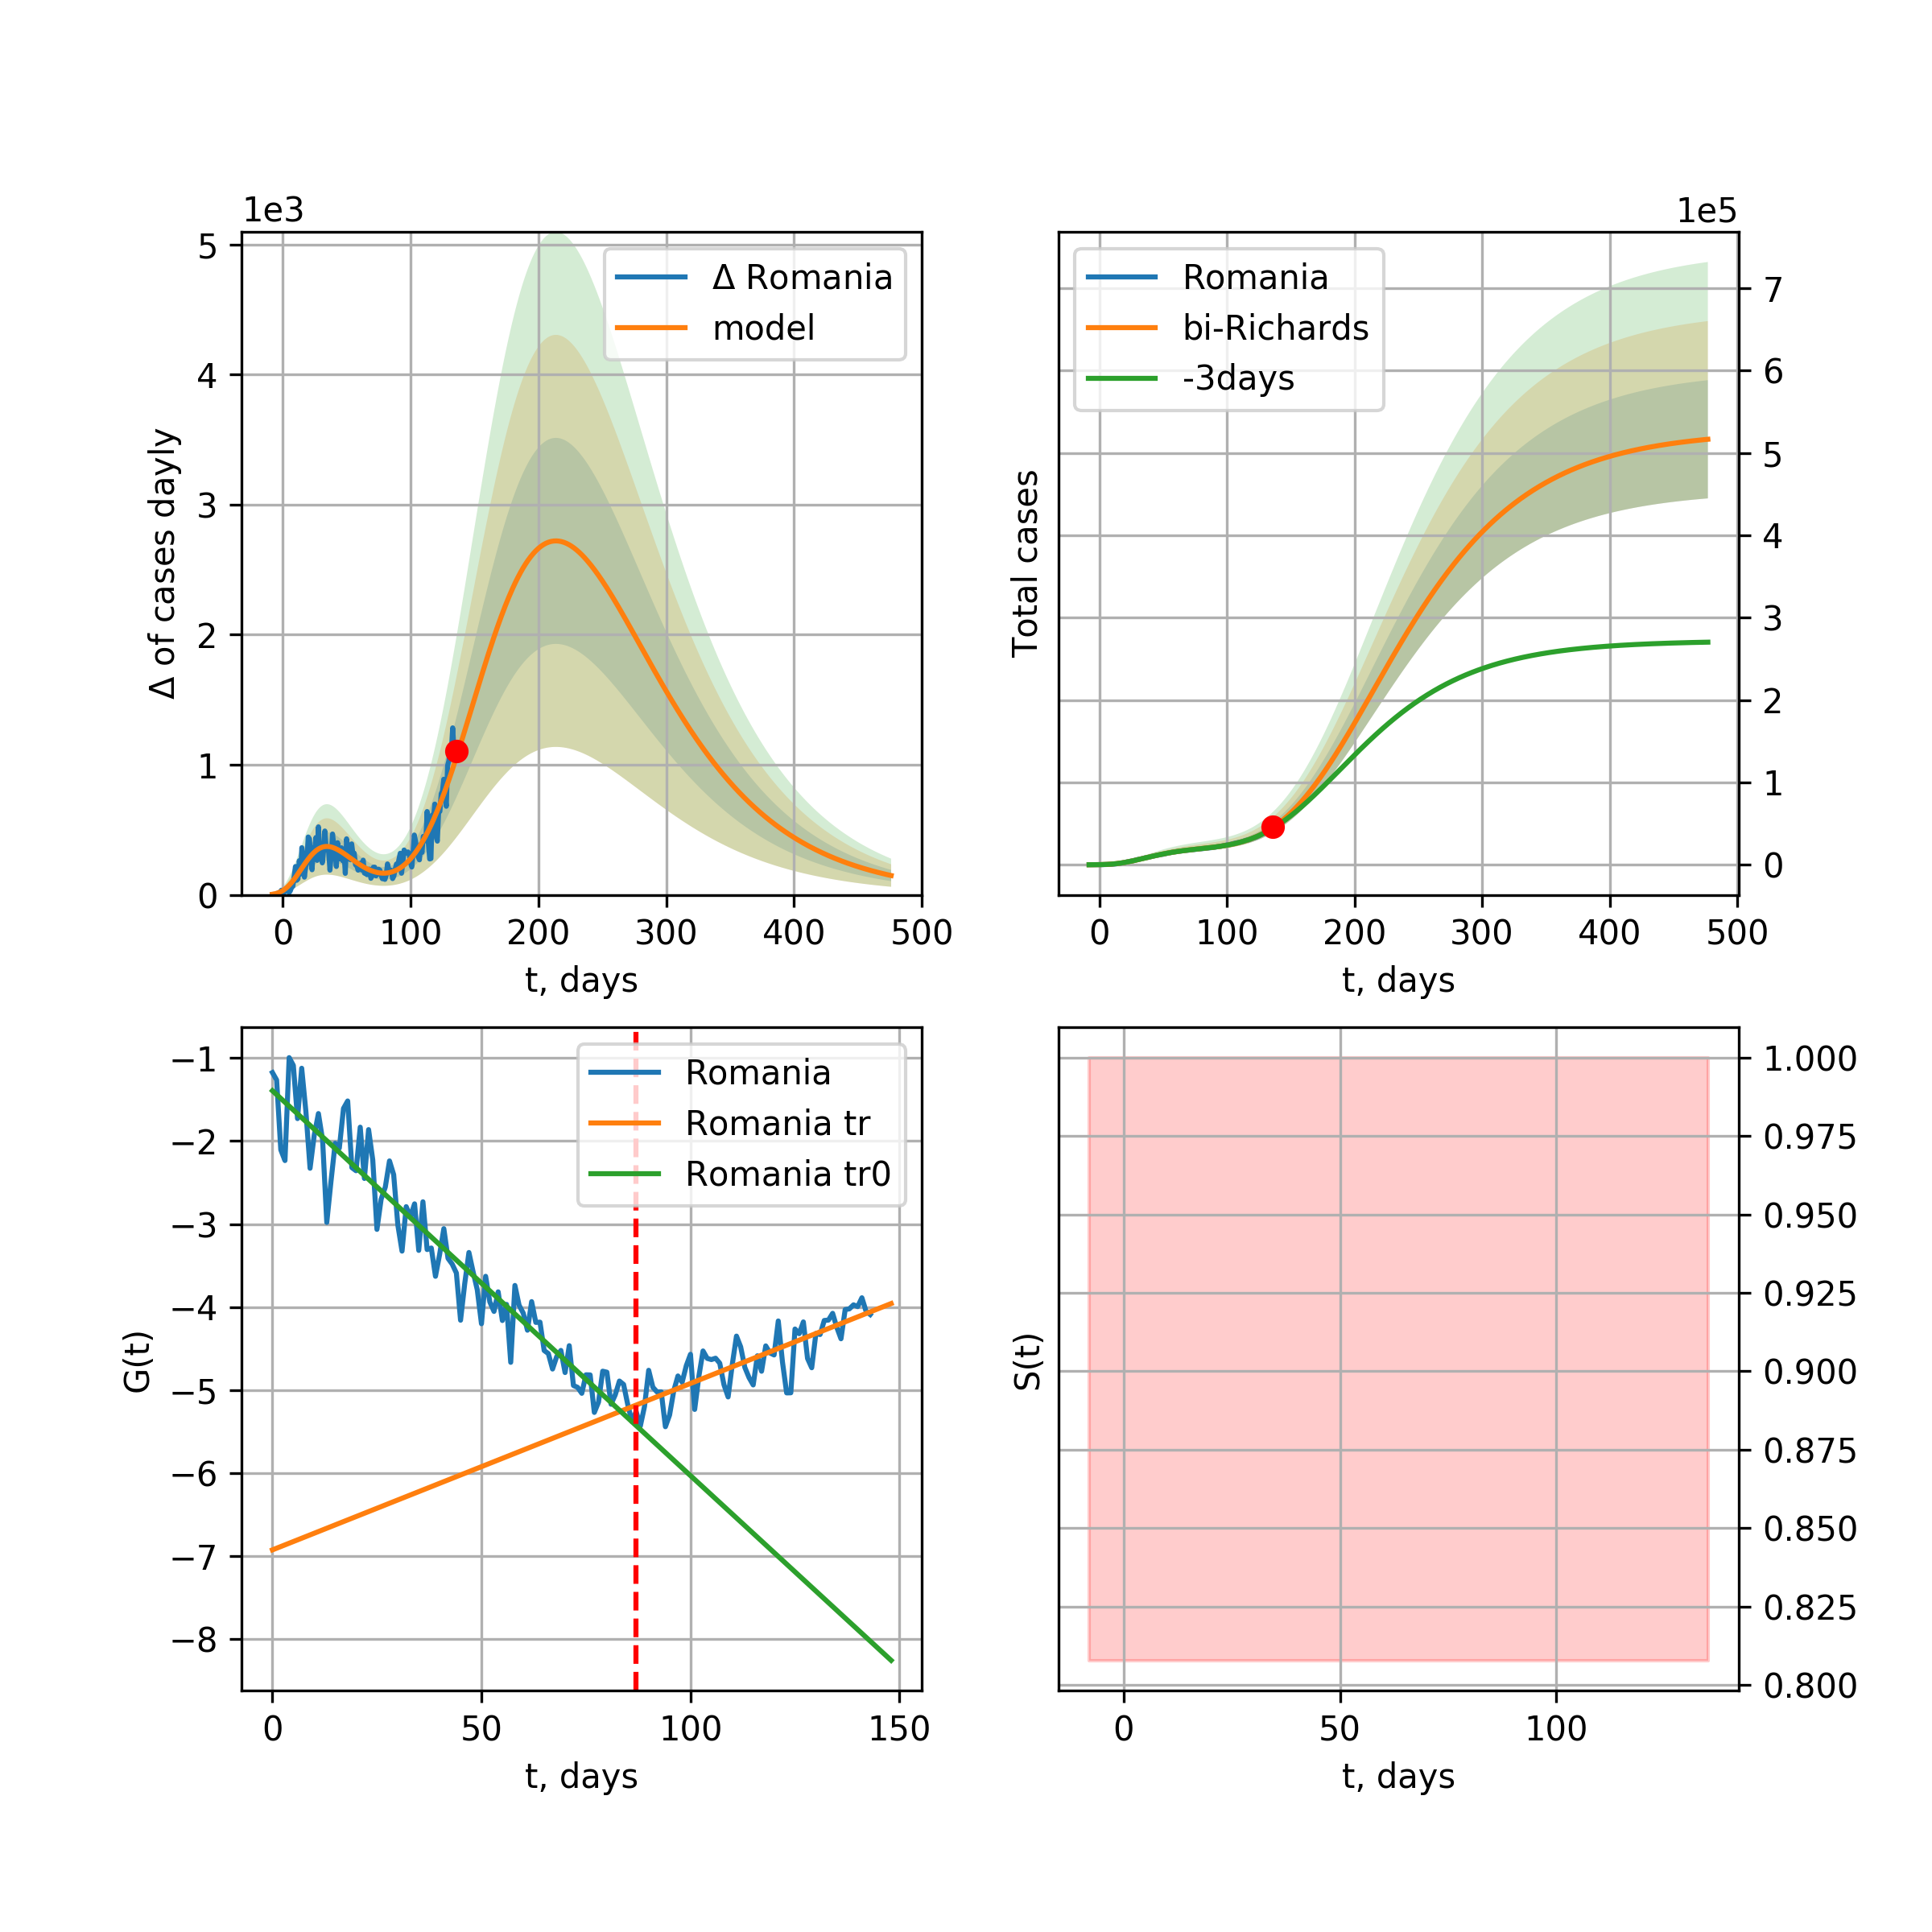 1e3
5
4
3
2
1
0
Δ of cases dayly
Δ Romania
model
0 100 200 300 400 500
t, days
1e5
Romania
bi-Richards
-3days
Total cases
7
6
5
4
3
2
1
0
0 100 200 300 400 500
t, days
−1
−2
−3
−4
−5
−6
−7
−8
G(t)
Romania
Romania tr
Romania tr0
0 50 100 150
t, days
S(t)
1.000
0.975
0.950
0.925
0.900
0.875
0.850
0.825
0.800
0 50 100
t, days